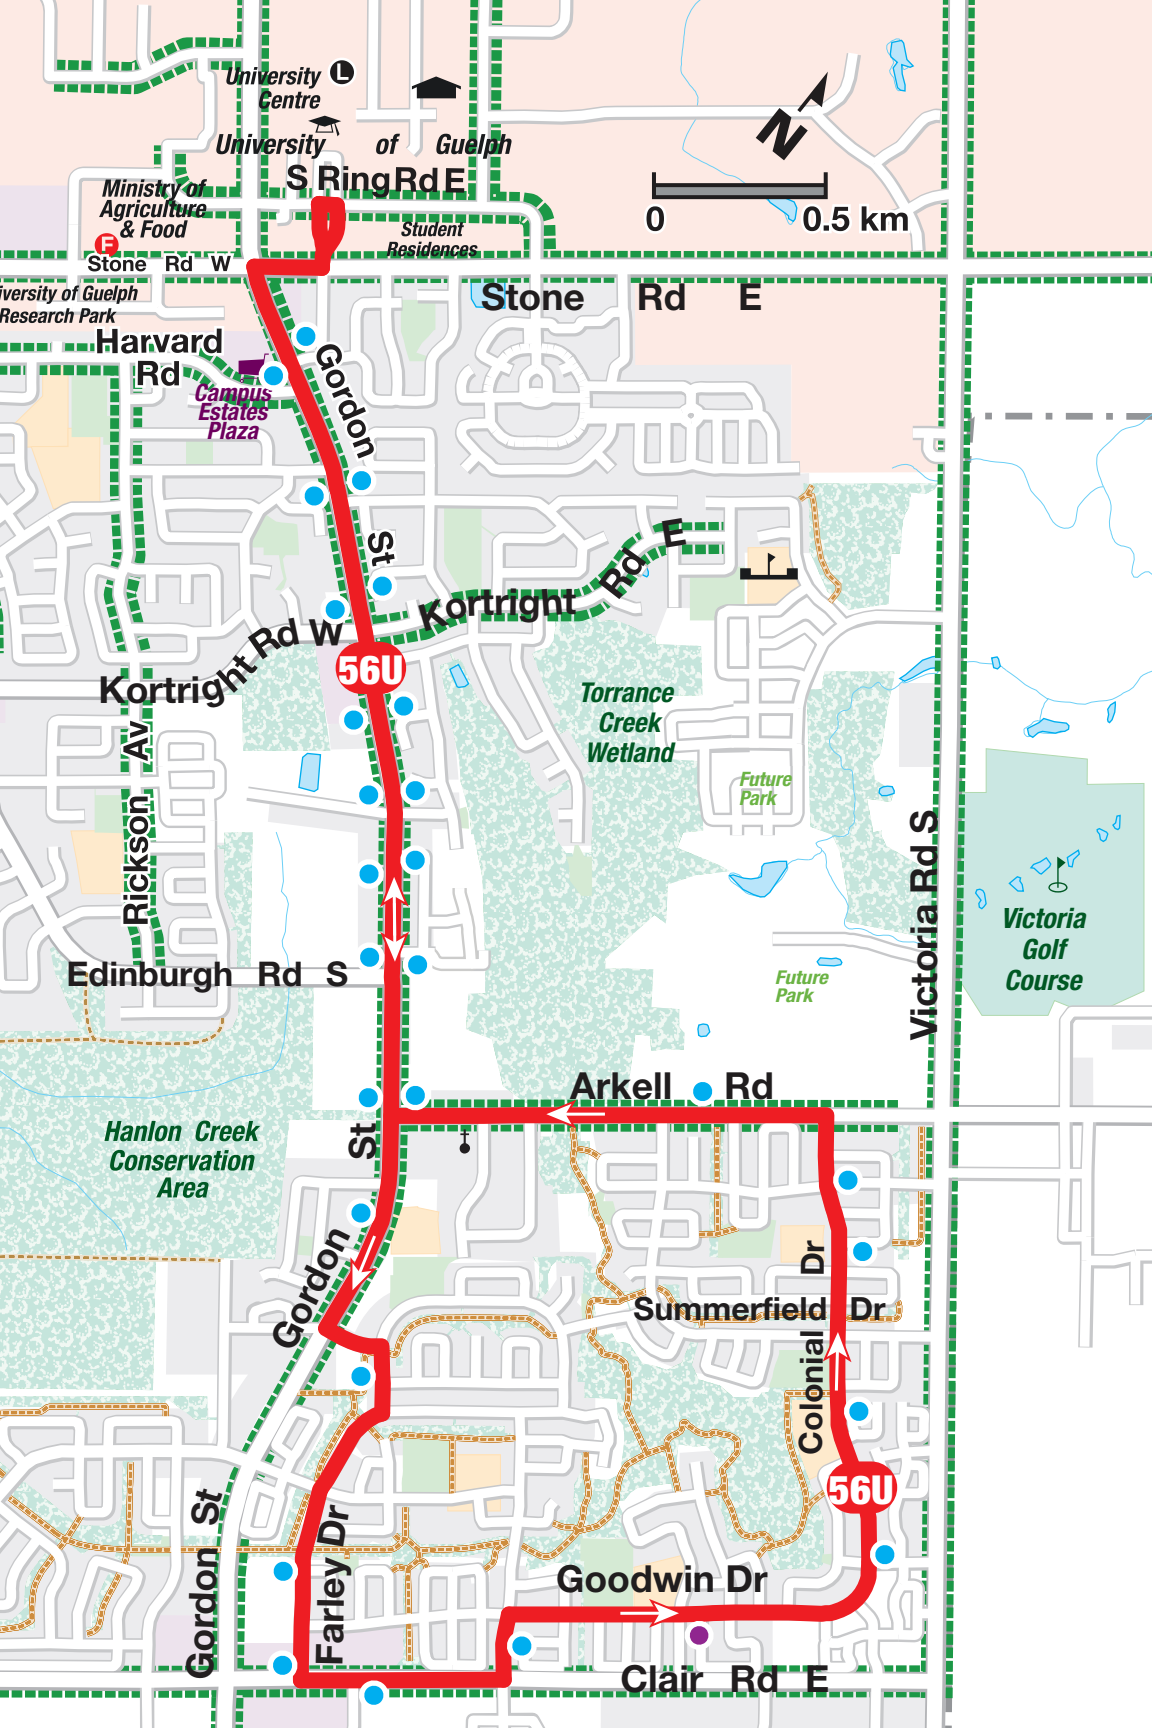 University
Centre
L
University of Guelph
S Ring Rd E
N
0 0.5 km
Ministry of
Agriculture
& Food
F
Student
Residences
Stone Rd W
iversity of Guelph
Research Park
Stone Rd E
Harvard
Rd
Campus
Estates
Plaza
Gordon
St
Kortright Rd E
Kortright Rd W
56U
Torrance
Creek
Wetland
Rickson Av
Future
Park
Victoria Rd S
Victoria
Golf
Course
Edinburgh Rd S
Future
Park
Arkell Rd
Hanlon Creek
Conservation
Area
Gordon St
Summerfield Dr
Colonial Dr
56U
Gordon St
Farley Dr
Goodwin Dr
Clair Rd E